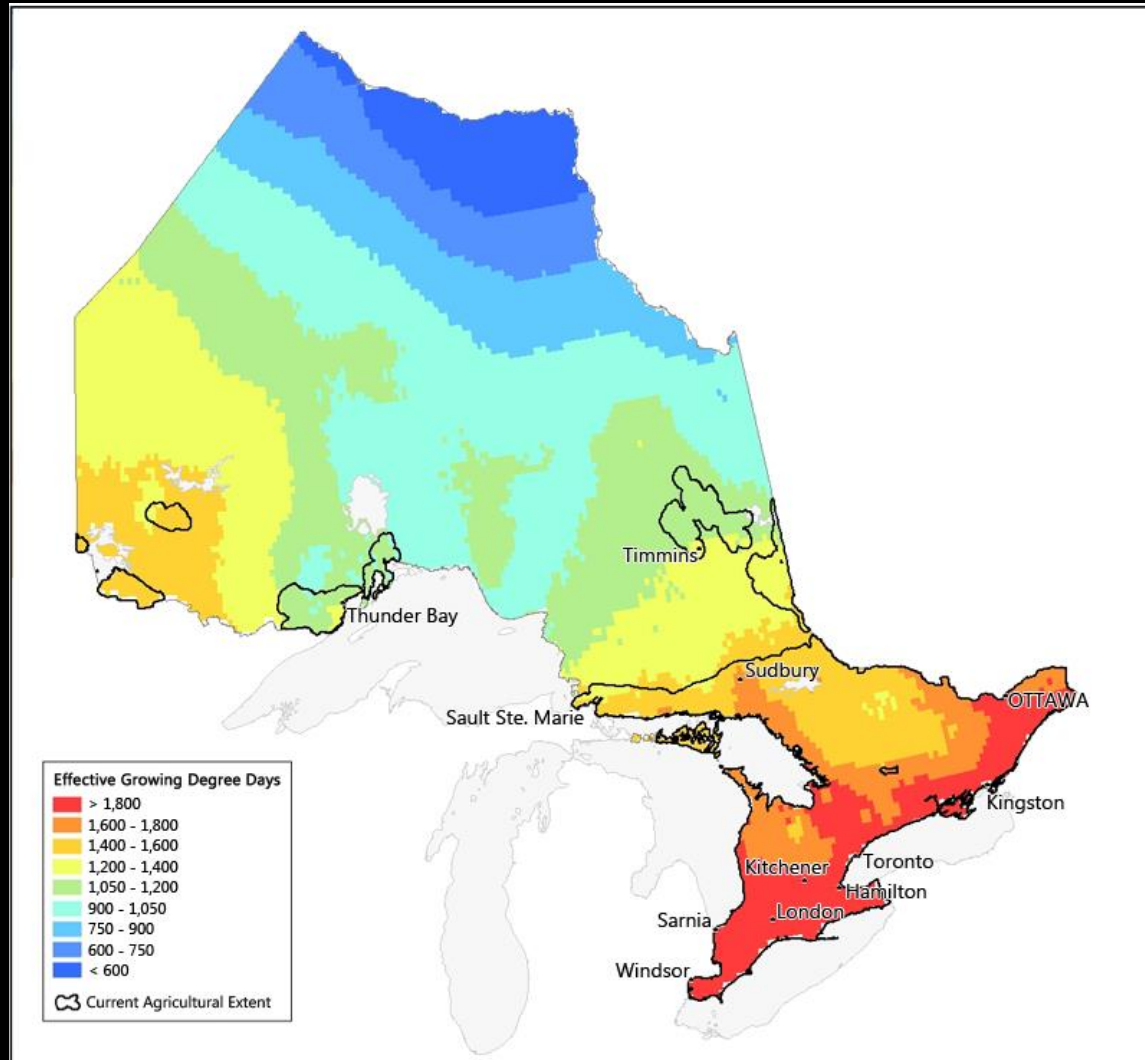 Timmins
Thunder Bay
Sudbury
Sault Ste. Marie
OTTAWA
Kingston
Toronto
Kitchener
Hamilton
London
Sarnia
Windsor
Effective Growing Degree Days
> 1,800
1,600 - 1,800
1,400 - 1,600
1,200 - 1,400
1,050 - 1,200
900 - 1,050
750 - 900
600 - 750
< 600
Current Agricultural Extent